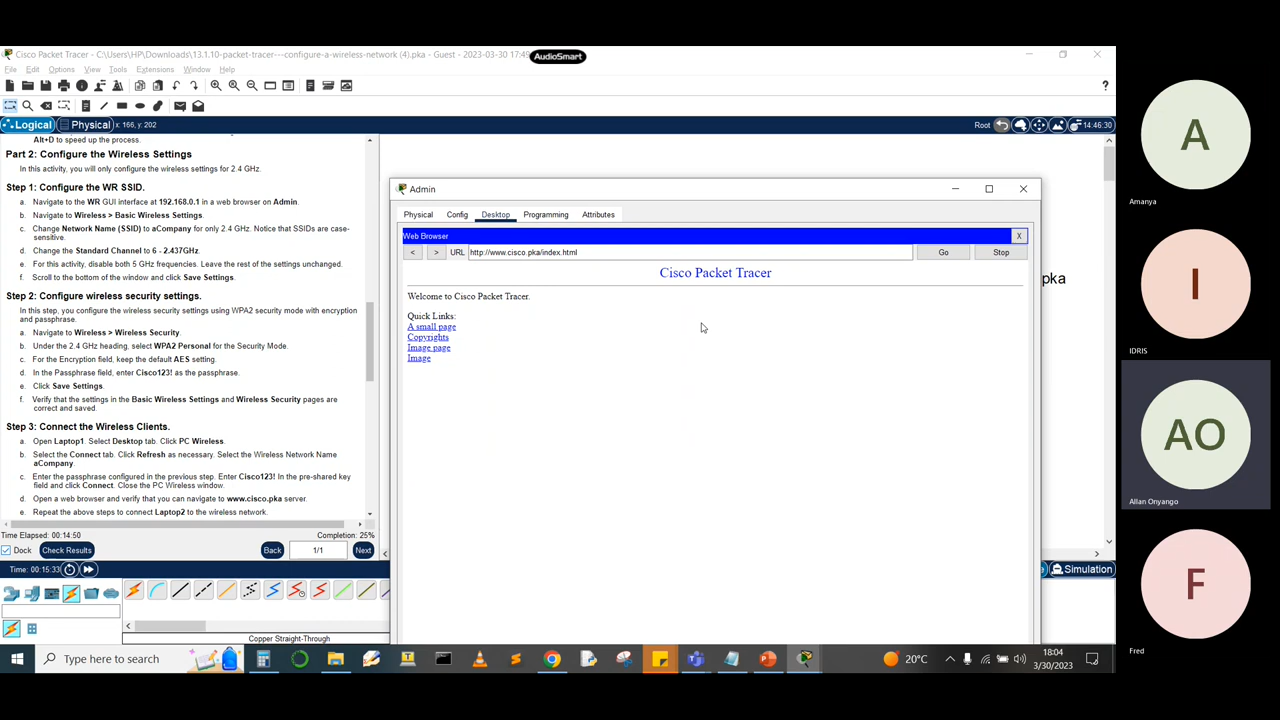 Cisco Packet Tracer - C:\Users\HP\Downloads\13.1.10-packet-tracer---configure-a-wireless-network (4).pka - Guest - 2023-03-30 17:45
AudioSmart
File Edit Options View Tools Extensions Window Help
?
Logical Physical x: 166, y: 202
Root 14:46:30
Alt+D to speed up the process.
Part 2: Configure the Wireless Settings
In this activity, you will only configure the wireless settings for 2.4 GHz.
Step 1: Configure the WR SSID.
a. Navigate to the WR GUI interface at 192.168.0.1 in a web browser on Admin.
b. Navigate to Wireless > Basic Wireless Settings.
c. Change Network Name (SSID) to aCompany for only 2.4 GHz. Notice that SSIDs are case-
sensitive.
d. Change the Standard Channel to 6 - 2.437GHz.
e. For this activity, disable both 5 GHz frequencies. Leave the rest of the settings unchanged.
f. Scroll to the bottom of the window and click Save Settings.
Step 2: Configure wireless security settings.
In this step, you configure the wireless security settings using WPA2 security mode with encryption
and passphrase.
a. Navigate to Wireless > Wireless Security.
b. Under the 2.4 GHz heading, select WPA2 Personal for the Security Mode.
c. For the Encryption field, keep the default AES setting.
d. In the Passphrase field, enter Cisco123! as the passphrase.
e. Click Save Settings.
f. Verify that the settings in the Basic Wireless Settings and Wireless Security pages are
correct and saved.
Step 3: Connect the Wireless Clients.
a. Open Laptop1. Select Desktop tab. Click PC Wireless.
b. Select the Connect tab. Click Refresh as necessary. Select the Wireless Network Name
aCompany.
c. Enter the passphrase configured in the previous step. Enter Cisco123! In the pre-shared key
field and click Connect. Close the PC Wireless window.
d. Open a web browser and verify that you can navigate to www.cisco.pka server.
e. Repeat the above steps to connect Laptop2 to the wireless network.
Time Elapsed: 00:14:50 Completion: 25%
Dock Check Results Back 1/1 Next
Time: 00:15:33
Simulation
Copper Straight-Through
Admin
Physical Config Desktop Programming Attributes
Web Browser X
< > URL http://www.cisco.pka/index.html Go Stop
Cisco Packet Tracer
Welcome to Cisco Packet Tracer.
Quick Links:
A small page
Copyrights
Image page
Image
pka
Type here to search
20°C
18:04
3/30/2023
A
Amanya
I
IDRIS
AO
Allan Onyango
F
Fred